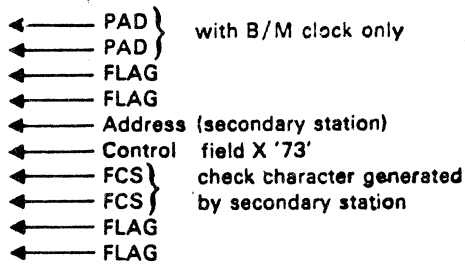 PAD
with B/M clock only
PAD
FLAG
FLAG
Address (secondary station)
Control field X '73'
FCS check character generated
FCS by secondary station
FLAG
FLAG